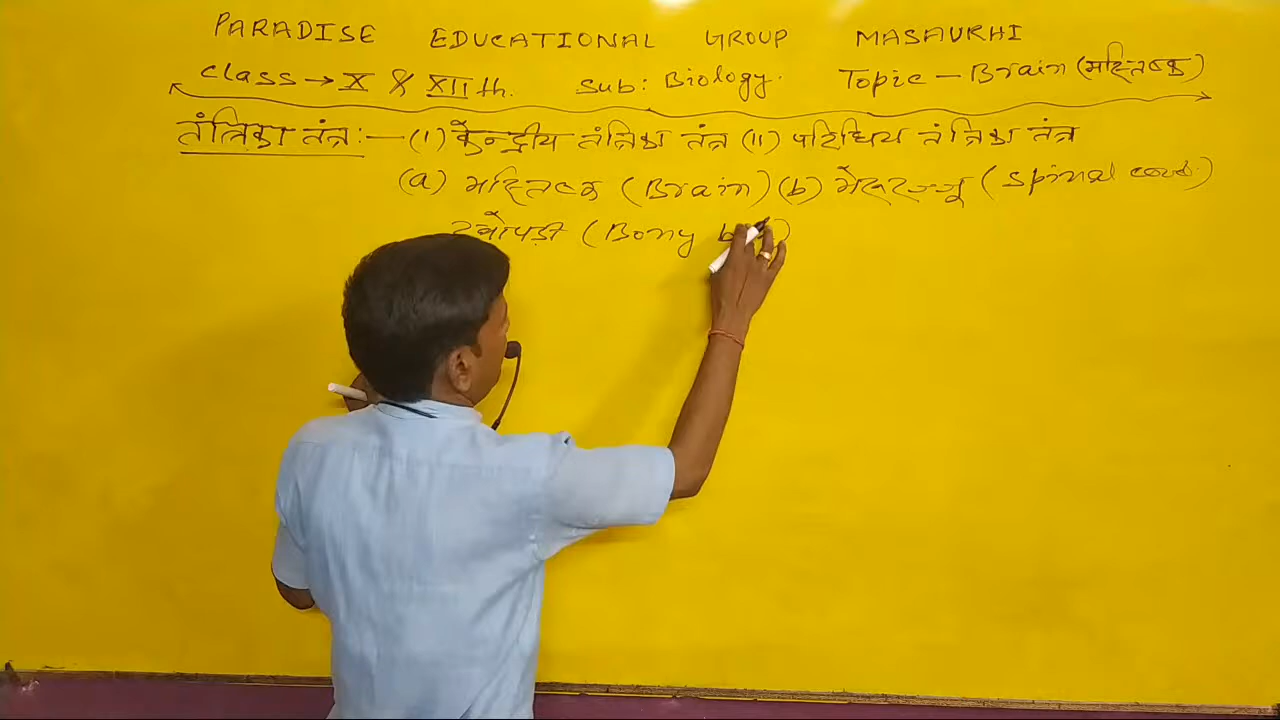 PARADISE EDUCATIONAL GROUP MASAURHI
Class → X & XIIth. Sub: Biology. Topic – Brain (मस्तिष्क)
तंत्रिका तंत्र:— (I) केंन्द्रीय तंत्रिका तंत्र (II) परिधिय तंत्रिका तंत्र
(a) मस्तिष्क (Brain) (b) मेरुरज्जू (Spinal cord)
खोपड़ी (Bony